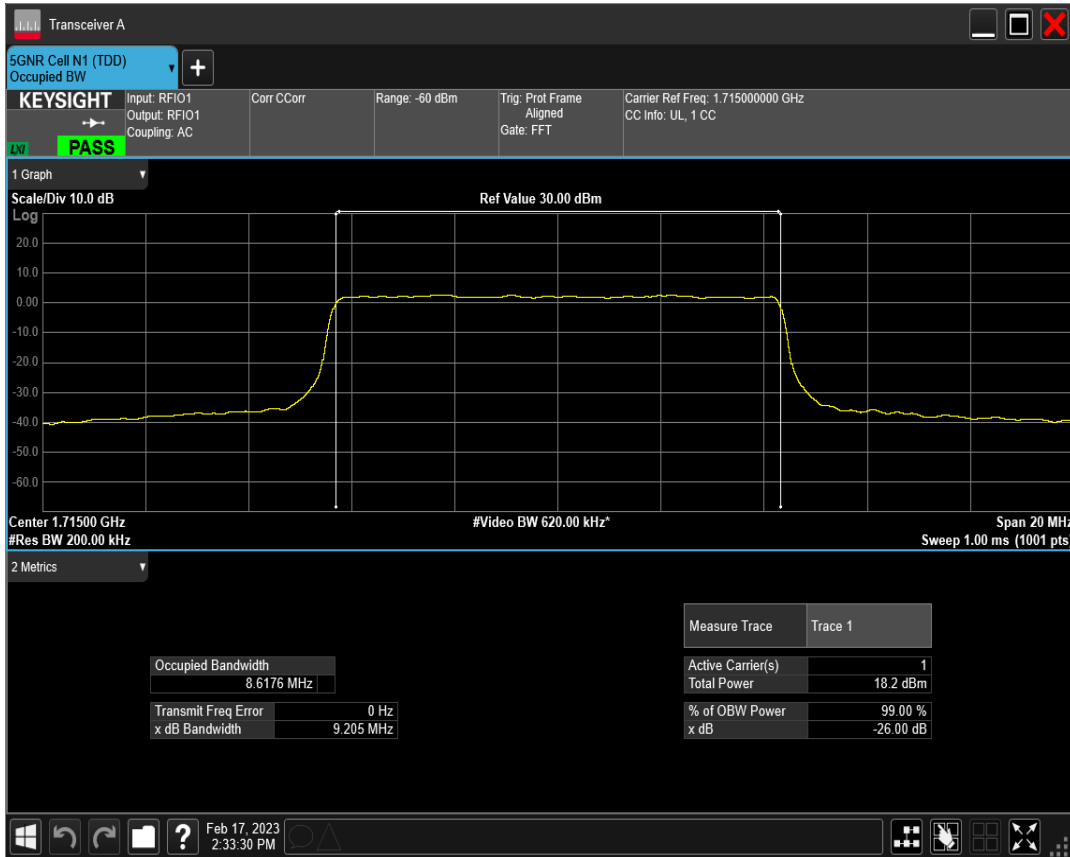 Transceiver A
5GNR Cell N1 (TDD)
Occupied BW
+
KEYSIGHT
LXI
PASS
Input: RFIO1
Output: RFIO1
Coupling: AC
Corr CCorr
Range: -60 dBm
Trig: Prot Frame
Aligned
Gate: FFT
Carrier Ref Freq: 1.715000000 GHz
CC Info: UL, 1 CC
1 Graph
Scale/Div 10.0 dB
Ref Value 30.00 dBm
Log
20.0
10.0
0.00
-10.0
-20.0
-30.0
-40.0
-50.0
-60.0
Center 1.71500 GHz
#Video BW 620.00 kHz*
Span 20 MHz
#Res BW 200.00 kHz
Sweep 1.00 ms (1001 pts)
2 Metrics
Measure Trace
Trace 1
Occupied Bandwidth
8.6176 MHz
Active Carrier(s)
1
Total Power
18.2 dBm
Transmit Freq Error
0 Hz
x dB Bandwidth
9.205 MHz
% of OBW Power
99.00 %
x dB
-26.00 dB
?
Feb 17, 2023
2:33:30 PM